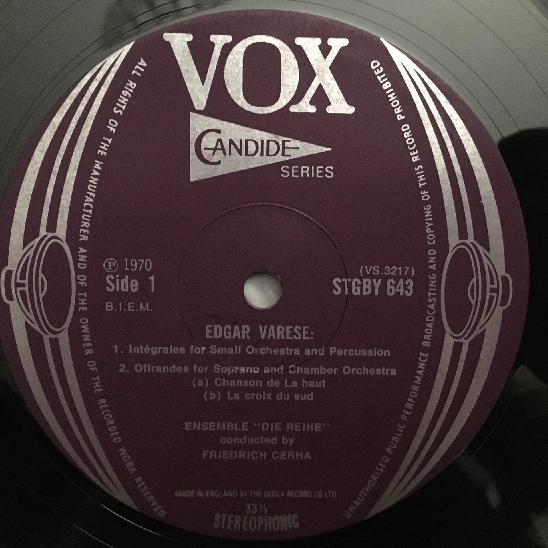 VOX
CANDIDE
SERIES
ALL RIGHTS OF THE MANUFACTURER AND OF THE OWNER OF THE RECORDED WORK RESERVED
UNAUTHORISED PUBLIC PERFORMANCE BROADCASTING AND COPYING OF THIS RECORD PROHIBITED
Ⓟ 1970
Side 1
B.I.E.M.
(VS.3217)
STGBY 643
EDGAR VARESE:
1. Intégrales for Small Orchestra and Percussion
2. Offrandes for Soprano and Chamber Orchestra
(a) Chanson de La haut
(b) La croix du sud
ENSEMBLE "DIE REIHE"
conducted by
FRIEDRICH CERHA
MADE IN ENGLAND BY THE DECCA RECORD CO LTD
33⅓
STEREOPHONIC